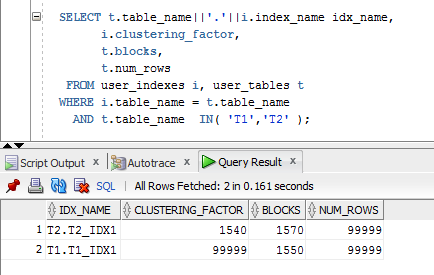 SELECT t.table_name||'.'||i.index_name idx_name,
i.clustering_factor,
t.blocks,
t.num_rows
FROM user_indexes i, user_tables t
WHERE i.table_name = t.table_name
AND t.table_name IN( 'T1','T2' );
Script Output x Autotrace x Query Result x
SQL | All Rows Fetched: 2 in 0.161 seconds
IDX_NAME CLUSTERING_FACTOR BLOCKS NUM_ROWS
1 T2.T2_IDX1 1540 1570 99999
2 T1.T1_IDX1 99999 1550 99999